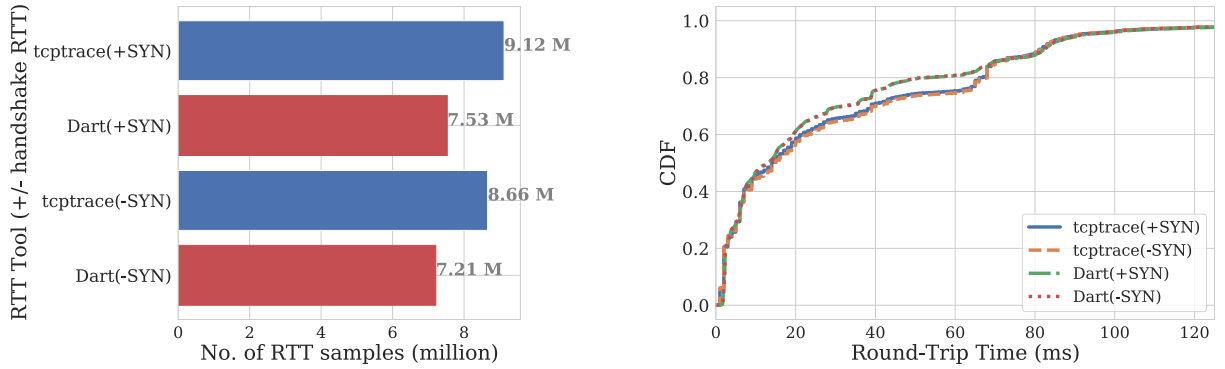 RTT Tool (+/- handshake RTT)
tcptrace(+SYN)
9.12 M
Dart(+SYN)
7.53 M
tcptrace(-SYN)
8.66 M
Dart(-SYN)
7.21 M
0 2 4 6 8
No. of RTT samples (million)
CDF
1.0
0.8
0.6
0.4
0.2
0.0
tcptrace(+SYN)
tcptrace(-SYN)
Dart(+SYN)
Dart(-SYN)
0 20 40 60 80 100 120
Round-Trip Time (ms)